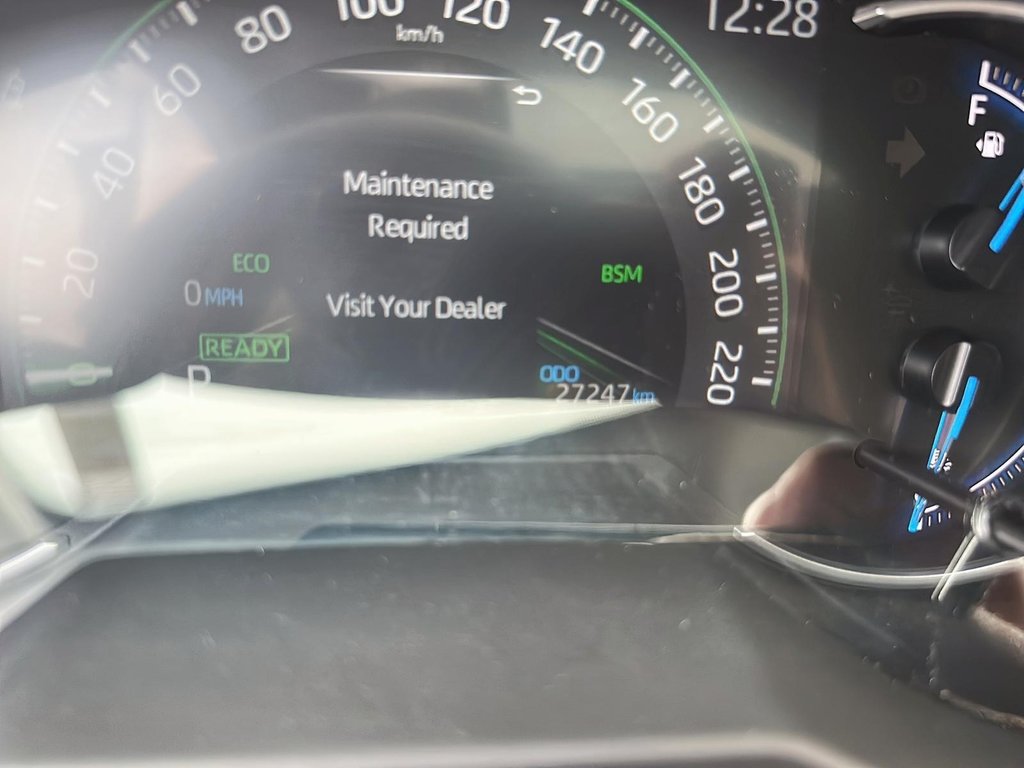 12:28
100 120
80 km/h 140
60 160
F
40 Maintenance 180
Required
20 ECO BSM 200
0 MPH Visit Your Dealer
READY 220
P ODO
27247 km